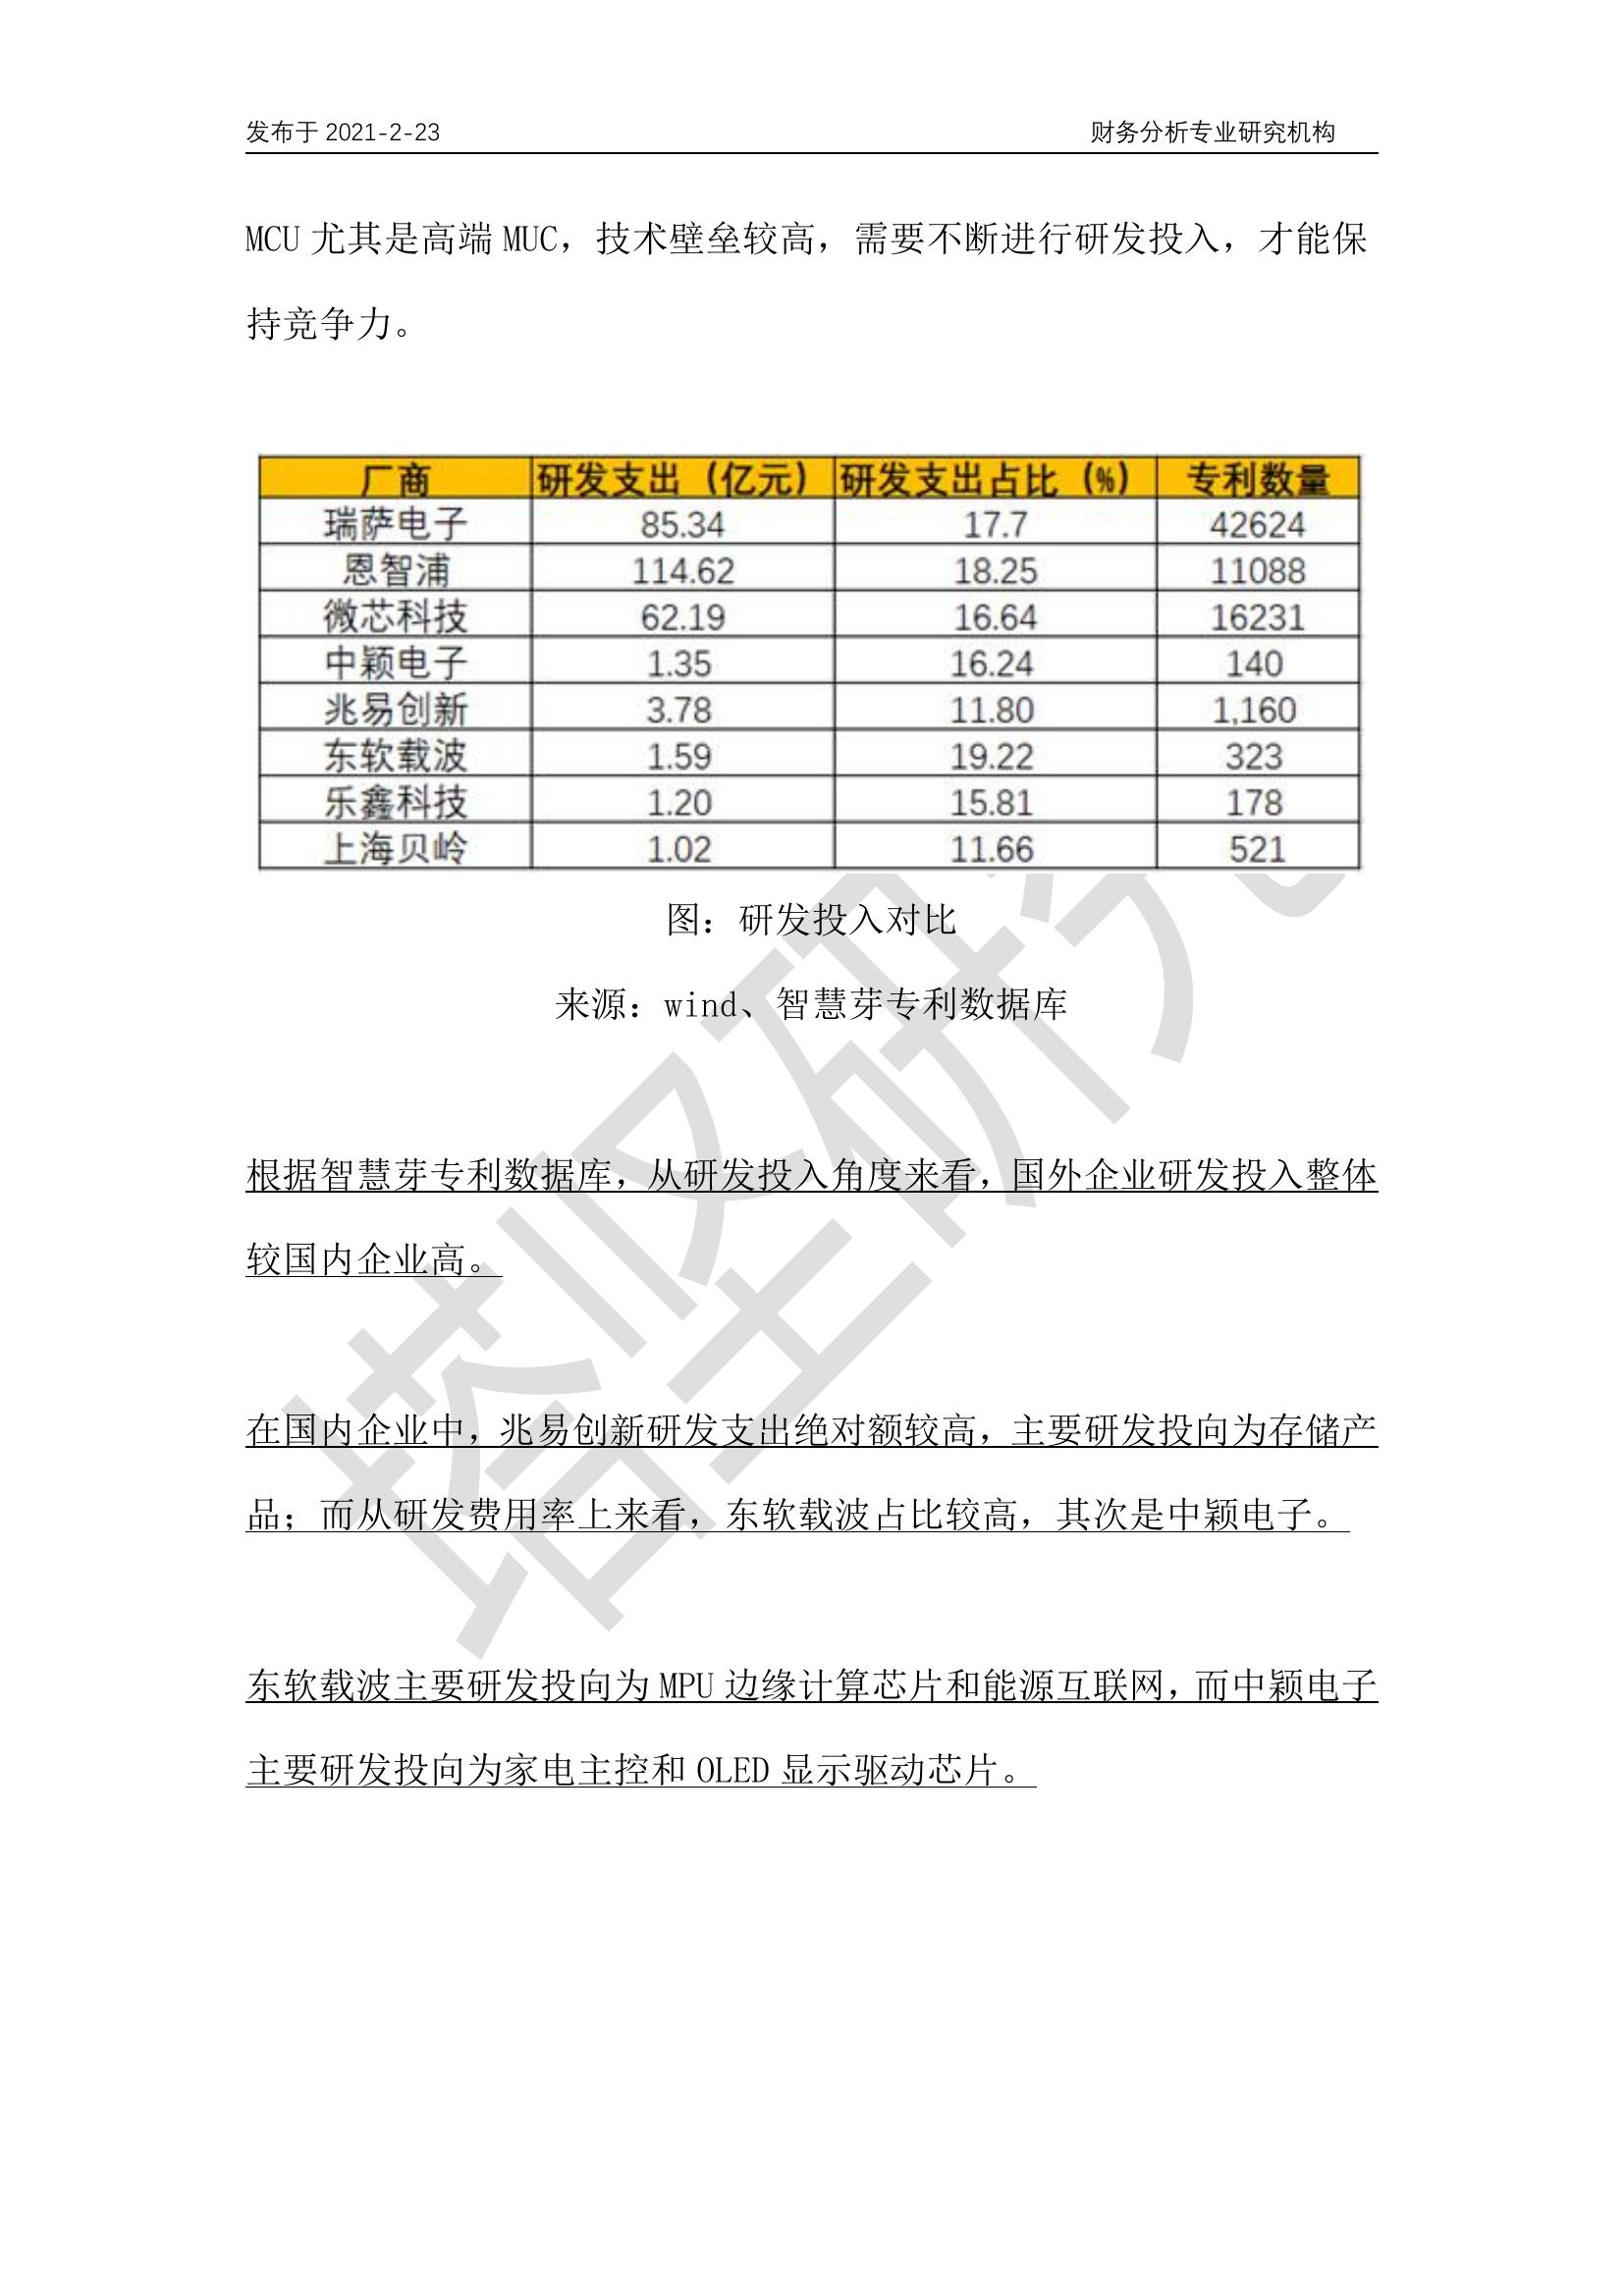 发布于 2021-2-23 财务分析专业研究机构
MCU 尤其是高端 MUC，技术壁垒较高，需要不断进行研发投入，才能保
持竞争力。
厂商 研发支出（亿元） 研发支出占比（%） 专利数量
瑞萨电子 85.34 17.7 42624
恩智浦 114.62 18.25 11088
微芯科技 62.19 16.64 16231
中颖电子 1.35 16.24 140
兆易创新 3.78 11.80 1,160
东软载波 1.59 19.22 323
乐鑫科技 1.20 15.81 178
上海贝岭 1.02 11.66 521
图：研发投入对比
来源：wind、智慧芽专利数据库
根据智慧芽专利数据库，从研发投入角度来看，国外企业研发投入整体
较国内企业高。
在国内企业中，兆易创新研发支出绝对额较高，主要研发投向为存储产
品；而从研发费用率上来看，东软载波占比较高，其次是中颖电子。
东软载波主要研发投向为 MPU 边缘计算芯片和能源互联网，而中颖电子
主要研发投向为家电主控和 OLED 显示驱动芯片。
塔坚研究